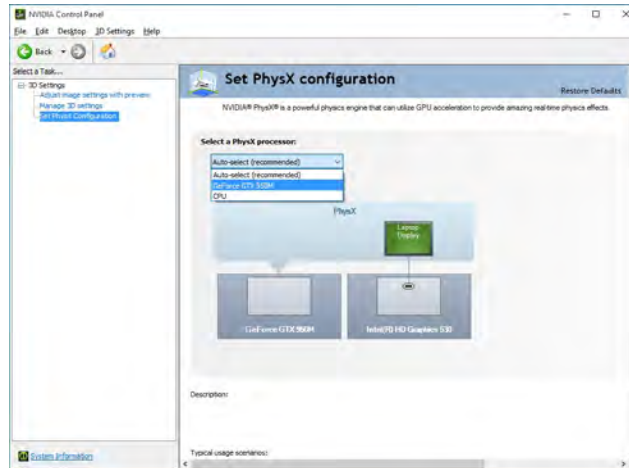 NVIDIA Control Panel
File Edit Desktop 3D Settings Help
Back
Select a Task...
3D Settings
Adjust image settings with preview
Manage 3D settings
Set PhysX Configuration
Set PhysX configuration
Restore Defaults
NVIDIA® PhysX® is a powerful physics engine that can utilize GPU acceleration to provide amazing real-time physics effects.
Select a PhysX processor:
Auto-select (recommended)
Auto-select (recommended)
GeForce GTX 960M
CPU
PhysX
Laptop
Display
GeForce GTX 960M
Intel(R) HD Graphics 530
Description:
System Information
Typical usage scenarios: